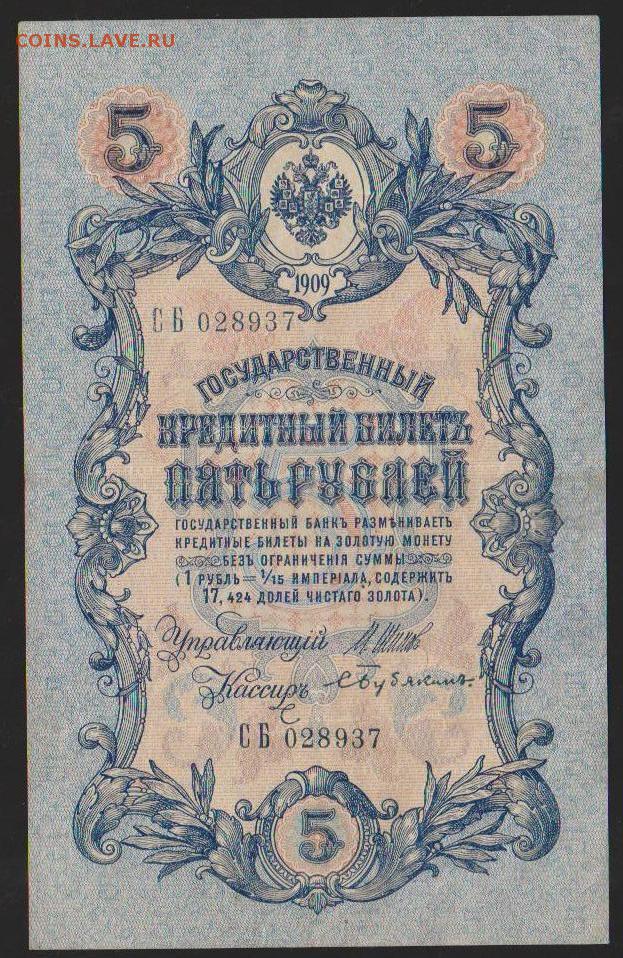 COINS.LAVE.RU
5 5
1909
СБ 028937
ГОСУДАРСТВЕННЫЙ
КРЕДИТНЫЙ БИЛЕТЪ
ПЯТЬ РУБЛЕЙ
ГОСУДАРСТВЕННЫЙ БАНКЪ РАЗМѢНИВАЕТЪ
КРЕДИТНЫЕ БИЛЕТЫ НА ЗОЛОТУЮ МОНЕТУ
БЕЗЪ ОГРАНИЧЕНІЯ СУММЫ
(1 РУБЛЬ = 1/15 ИМПЕРІАЛА, СОДЕРЖИТЪ
17,424 ДОЛЕЙ ЧИСТАГО ЗОЛОТА).
Управляющій
Кассиръ
СБ 028937
5